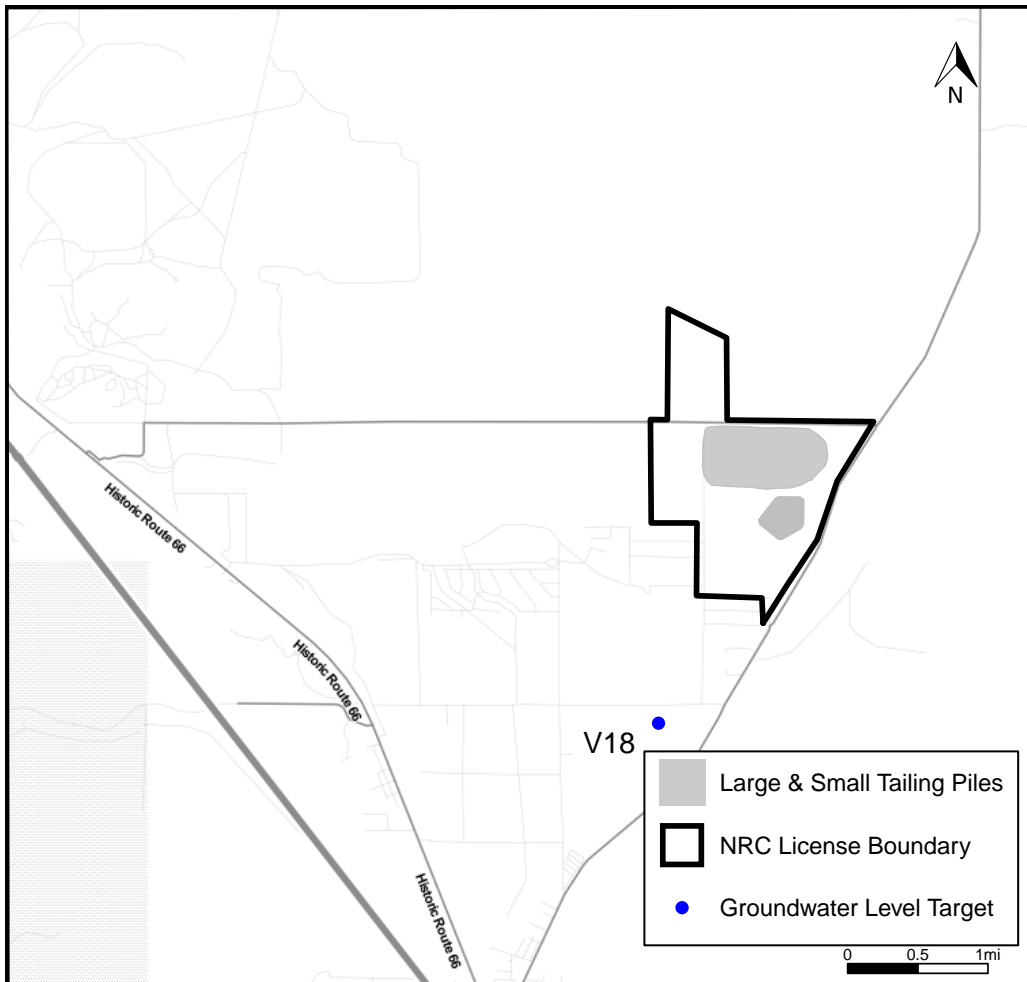 N
Historic Route 66
Historic Route 66
V18
Large & Small Tailing Piles
NRC License Boundary
Historic Route 66
Groundwater Level Target
0 0.5 1mi